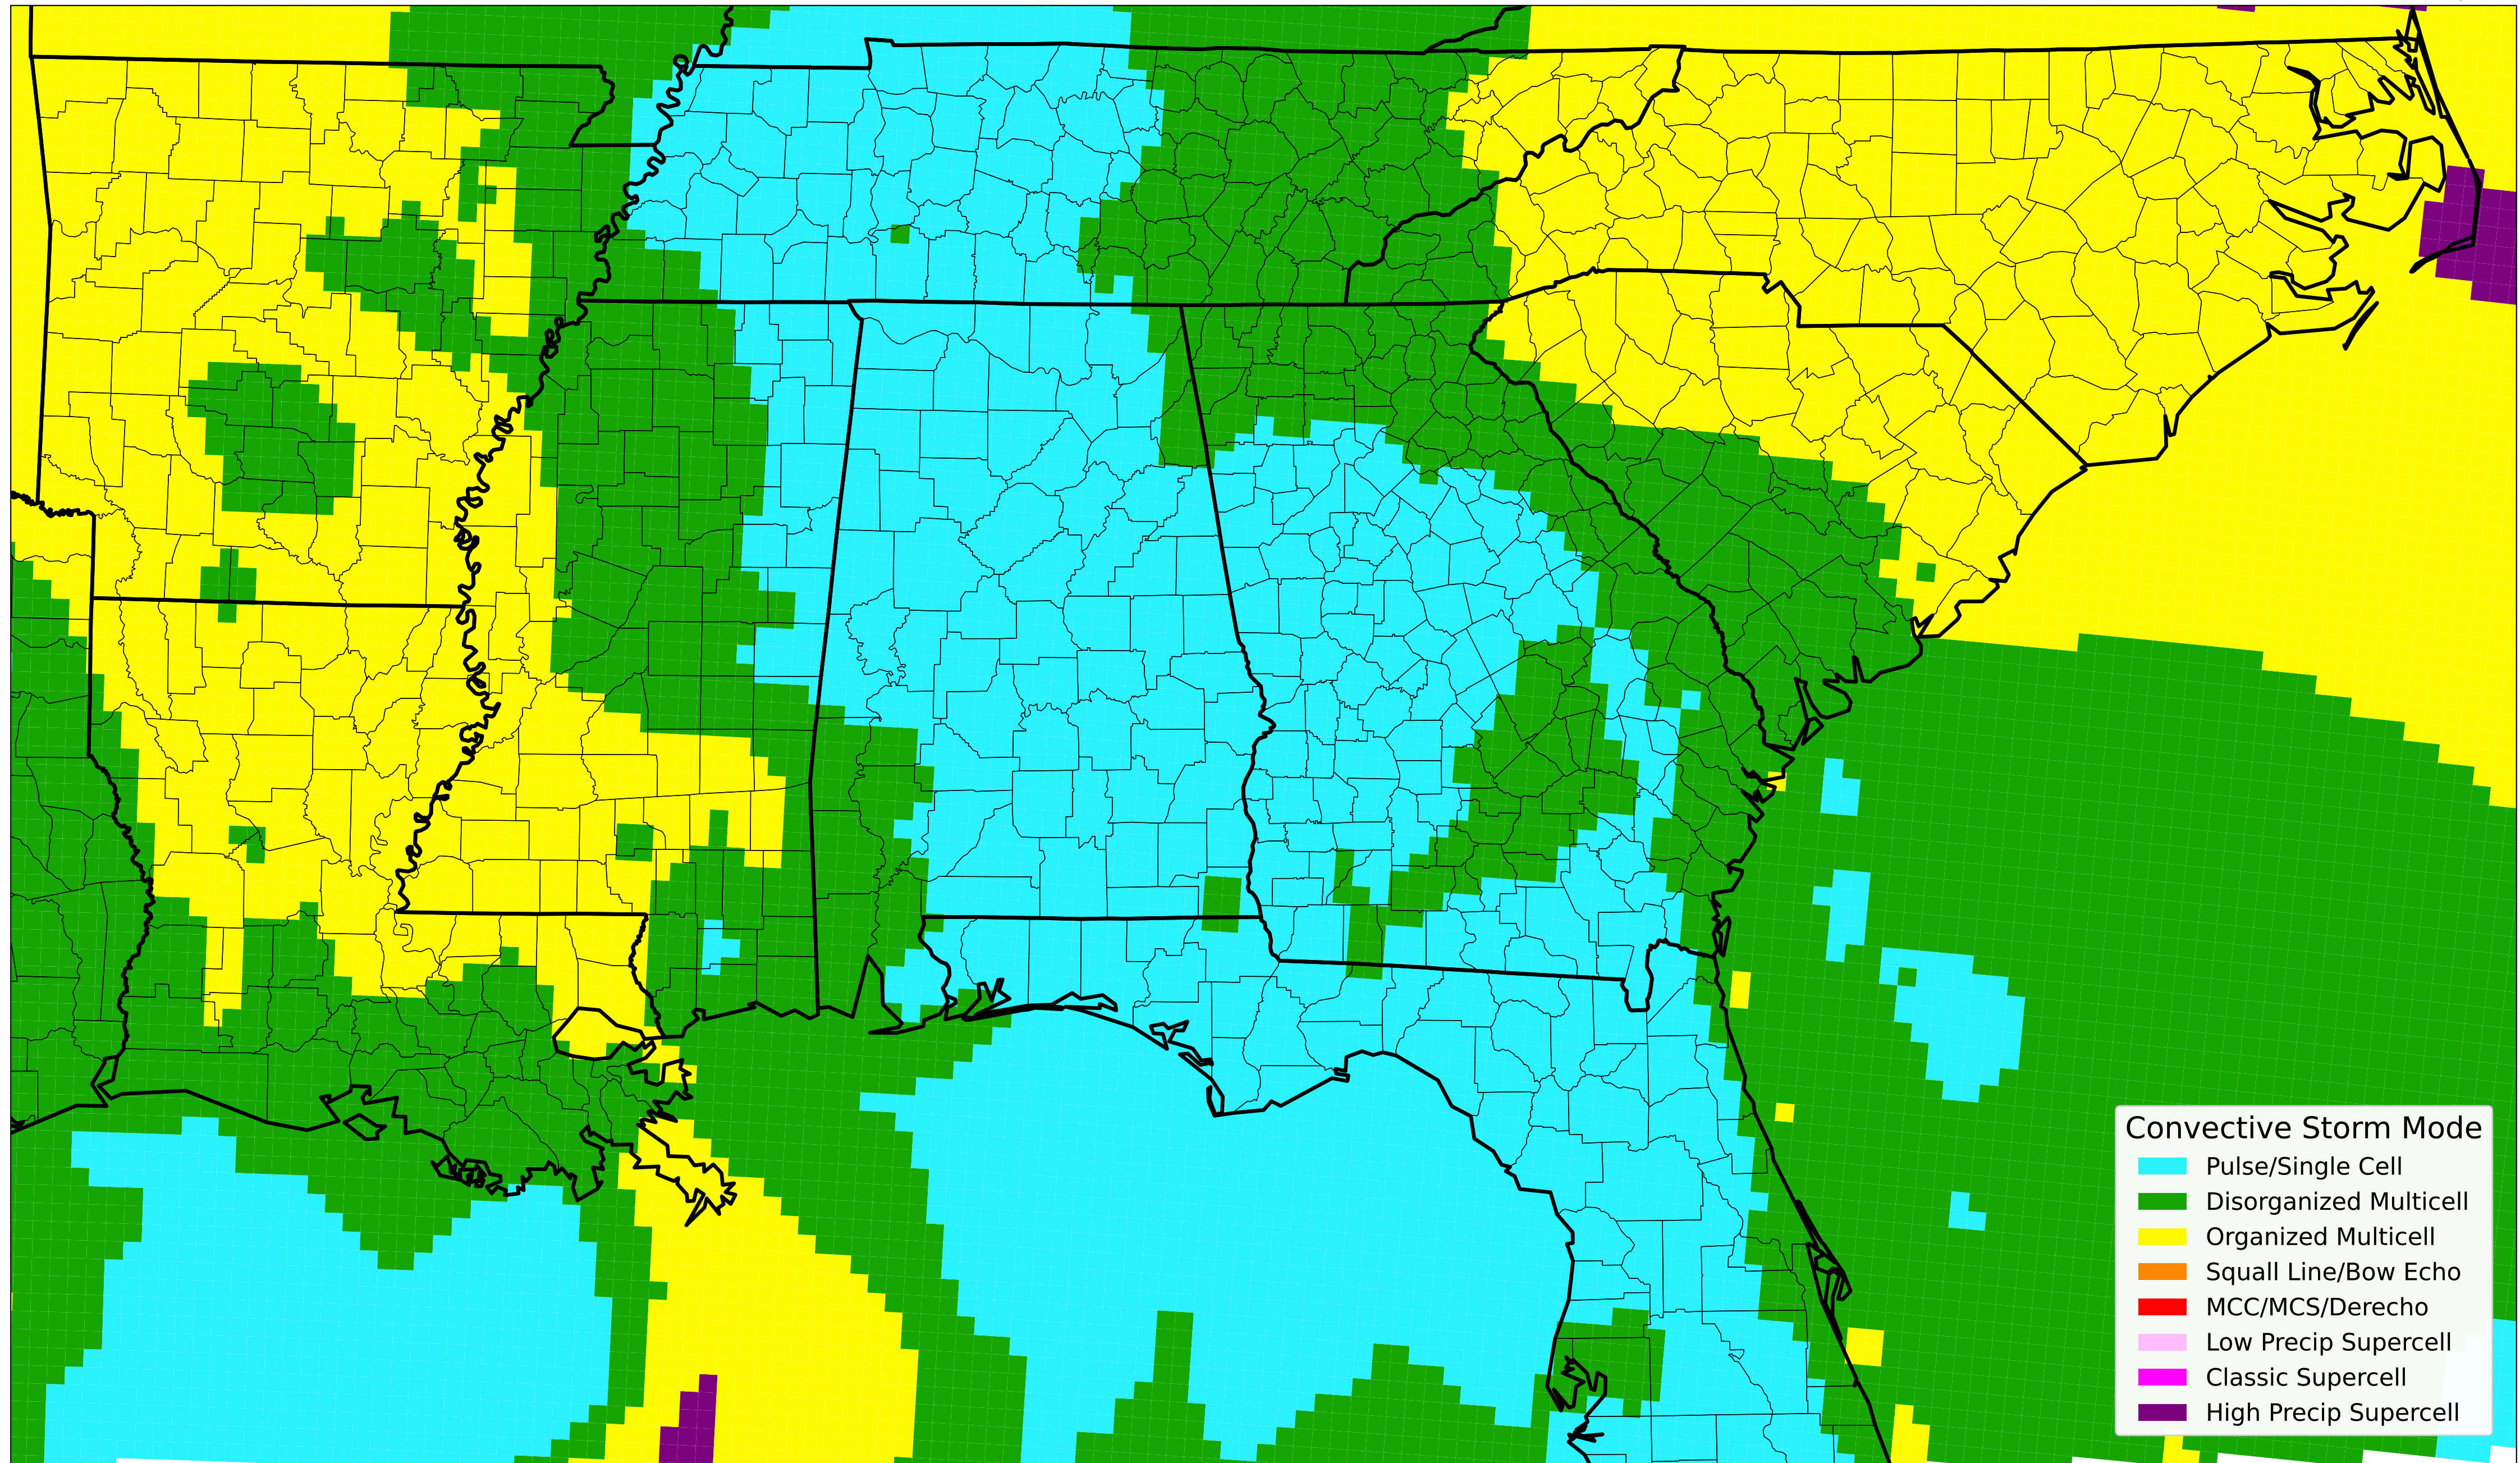 Convective Storm Mode
Pulse/Single Cell
Disorganized Multicell
Organized Multicell
Squall Line/Bow Echo
MCC/MCS/Derecho
Low Precip Supercell
Classic Supercell
High Precip Supercell